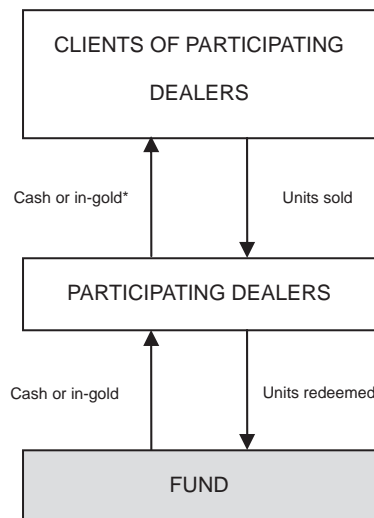 CLIENTS OF PARTICIPATING
DEALERS
Cash or in-gold*
Units sold
PARTICIPATING DEALERS
Cash or in-gold
Units redeemed
FUND